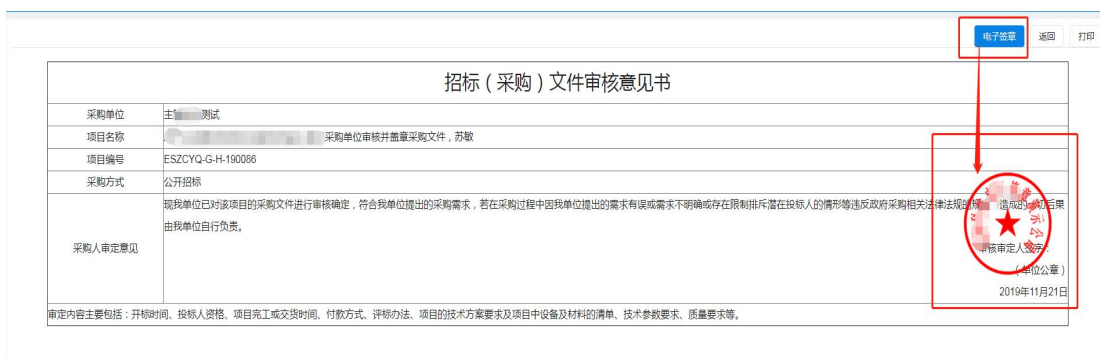 电子签章 返回 打印
招标（采购）文件审核意见书
采购单位 主 测试
项目名称 采购单位审核并盖章采购文件，苏敏
项目编号 ESZCYQ-G-H-190086
采购方式 公开招标
现我单位已对该项目的采购文件进行审核确定，符合我单位提出的采购需求，若在采购过程中因我单位提出的需求有误或需求不明确或存在限制排斥潜在投标人的情形等违反政府采购相关法律法规的 造成的 切后果
由我单位自行负责。
采购人审定意见
审核审定人签字：
（单位公章）
2019年11月21日
审定内容主要包括：开标时间、投标人资格、项目完工或交货时间、付款方式、评标办法、项目的技术方案要求及项目中设备及材料的清单、技术参数要求、质量要求等。